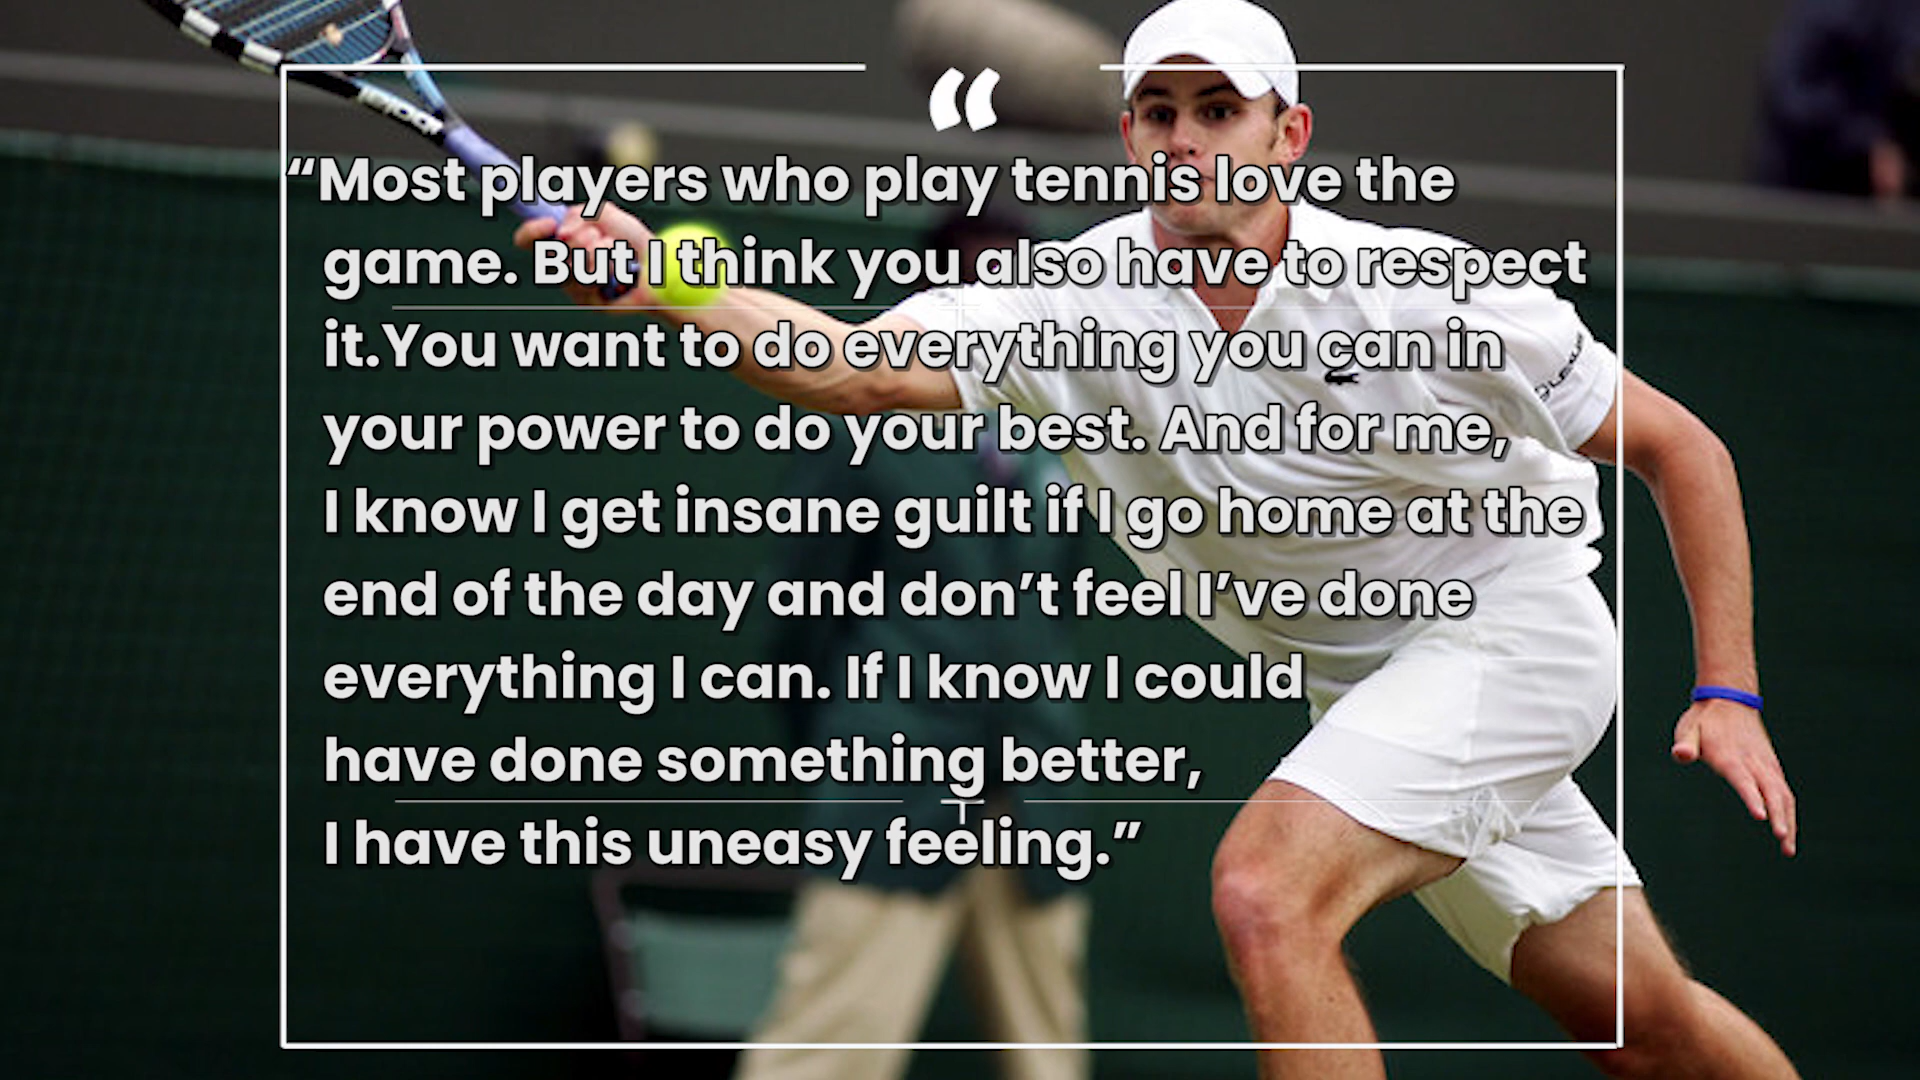 “Most players who play tennis love the
game. But I think you also have to respect
it.You want to do everything you can in
your power to do your best. And for me,
I know I get insane guilt if I go home at the
end of the day and don’t feel I’ve done
everything I can. If I know I could
have done something better,
I have this uneasy feeling.”